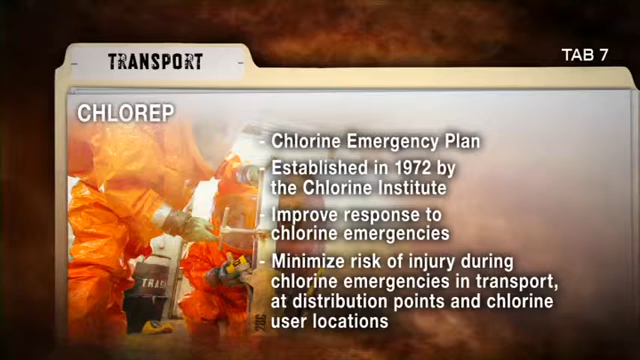 TRANSPORT
TAB 7
CHLOREP
- Chlorine Emergency Plan
- Established in 1972 by
the Chlorine Institute
- Improve response to
chlorine emergencies
- Minimize risk of injury during
chlorine emergencies in transport,
at distribution points and chlorine
user locations